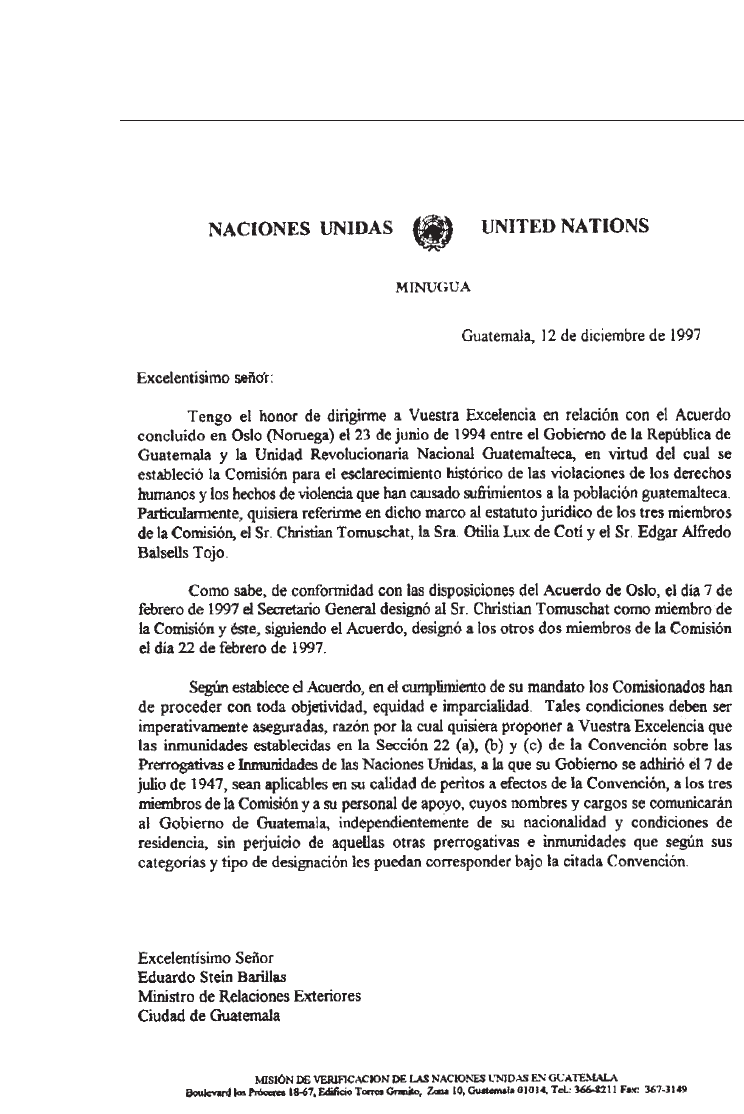 NACIONES UNIDAS UNITED NATIONS
MINUGUA
Guatemala, 12 de diciembre de 1997
Excelentísimo señor:
Tengo el honor de dirigirme a Vuestra Excelencia en relación con el Acuerdo
concluido en Oslo (Noruega) el 23 de junio de 1994 entre el Gobierno de la República de
Guatemala y la Unidad Revolucionaria Nacional Guatemalteca, en virtud del cual se
estableció la Comisión para el esclarecimiento histórico de las violaciones de los derechos
humanos y los hechos de violencia que han causado sufrimientos a la población guatemalteca.
Particularmente, quisiera referirme en dicho marco al estatuto jurídico de los tres miembros
de la Comisión, el Sr. Christian Tomuschat, la Sra. Otilia Lux de Cotí y el Sr. Edgar Alfredo
Balsells Tojo.
Como sabe, de conformidad con las disposiciones del Acuerdo de Oslo, el día 7 de
febrero de 1997 el Secretario General designó al Sr. Christian Tomuschat como miembro de
la Comisión y éste, siguiendo el Acuerdo, designó a los otros dos miembros de la Comisión
el día 22 de febrero de 1997.
Según establece el Acuerdo, en el cumplimiento de su mandato los Comisionados han
de proceder con toda objetividad, equidad e imparcialidad. Tales condiciones deben ser
imperativamente aseguradas, razón por la cual quisiera proponer a Vuestra Excelencia que
las inmunidades establecidas en la Sección 22 (a), (b) y (c) de la Convención sobre las
Prerrogativas e Inmunidades de las Naciones Unidas, a la que su Gobierno se adhirió el 7 de
julio de 1947, sean aplicables en su calidad de peritos a efectos de la Convención, a los tres
miembros de la Comisión y a su personal de apoyo, cuyos nombres y cargos se comunicarán
al Gobierno de Guatemala, independientemente de su nacionalidad y condiciones de
residencia, sin perjuicio de aquellas otras prerrogativas e inmunidades que según sus
categorías y tipo de designación les puedan corresponder bajo la citada Convención.
Excelentísimo Señor
Eduardo Stein Barillas
Ministro de Relaciones Exteriores
Ciudad de Guatemala
MISIÓN DE VERIFICACION DE LAS NACIONES UNIDAS EN GUATEMALA
Boulevard los Próceres 18-67, Edificio Torres Granito, Zona 10, Guatemala 01014, Tel.: 366-8211 Fax: 367-3149